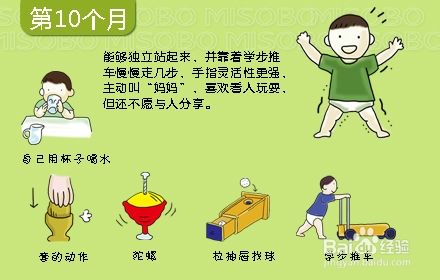 第10个月
能够独立站起来、并靠着学步推
车慢慢走几步、手指灵活性更强、
主动叫“妈妈”、喜欢看人玩耍、
但还不愿与人分享。
自己用杯子喝水
套的动作
陀螺
拉抽屉找球
学步推车
Baidu经验